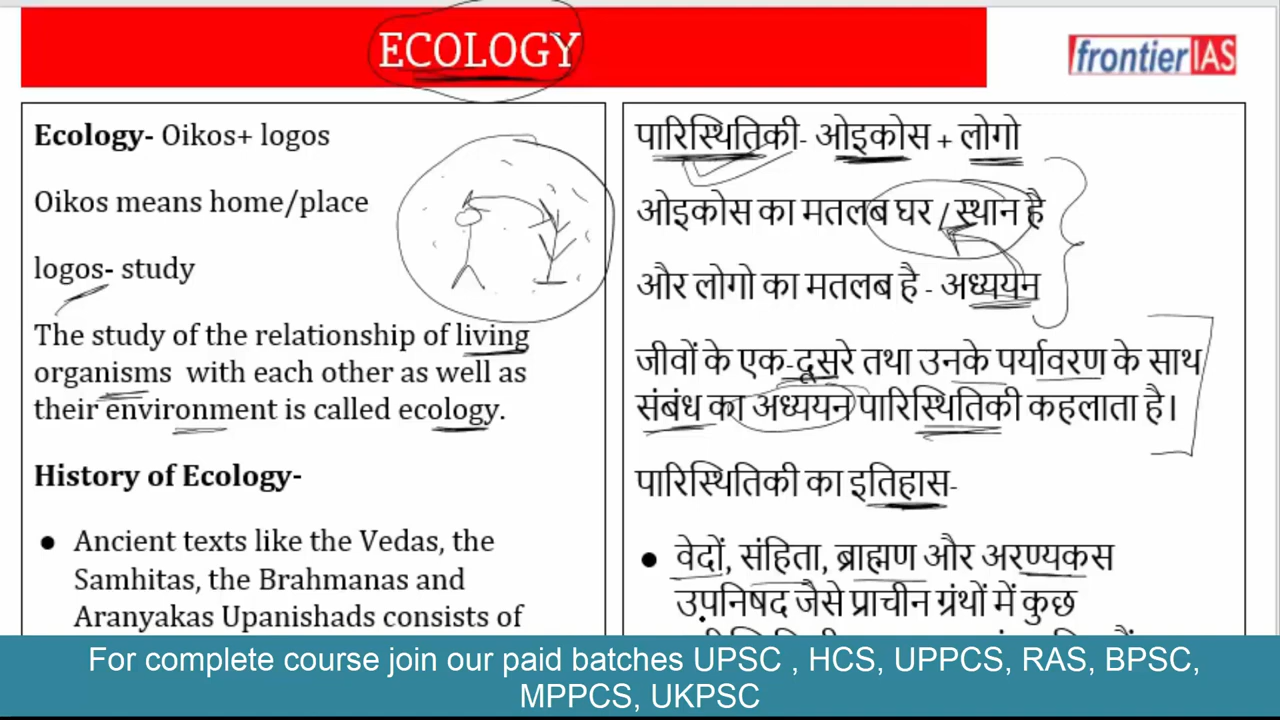 ECOLOGY
frontier IAS
Ecology- Oikos+ logos
Oikos means home/place
logos- study
The study of the relationship of living
organisms with each other as well as
their environment is called ecology.
History of Ecology-
● Ancient texts like the Vedas, the
Samhitas, the Brahmanas and
Aranyakas Upanishads consists of
पारिस्थितिकी- ओइकोस + लोगो
ओइकोस का मतलब घर / स्थान है
और लोगो का मतलब है - अध्ययन
जीवों के एक-दूसरे तथा उनके पर्यावरण के साथ
संबंध का अध्ययन पारिस्थितिकी कहलाता है।
पारिस्थितिकी का इतिहास-
● वेदों, संहिता, ब्राह्मण और अरण्यकस
उपनिषद जैसे प्राचीन ग्रंथों में कुछ
For complete course join our paid batches UPSC , HCS, UPPCS, RAS, BPSC,
MPPCS, UKPSC